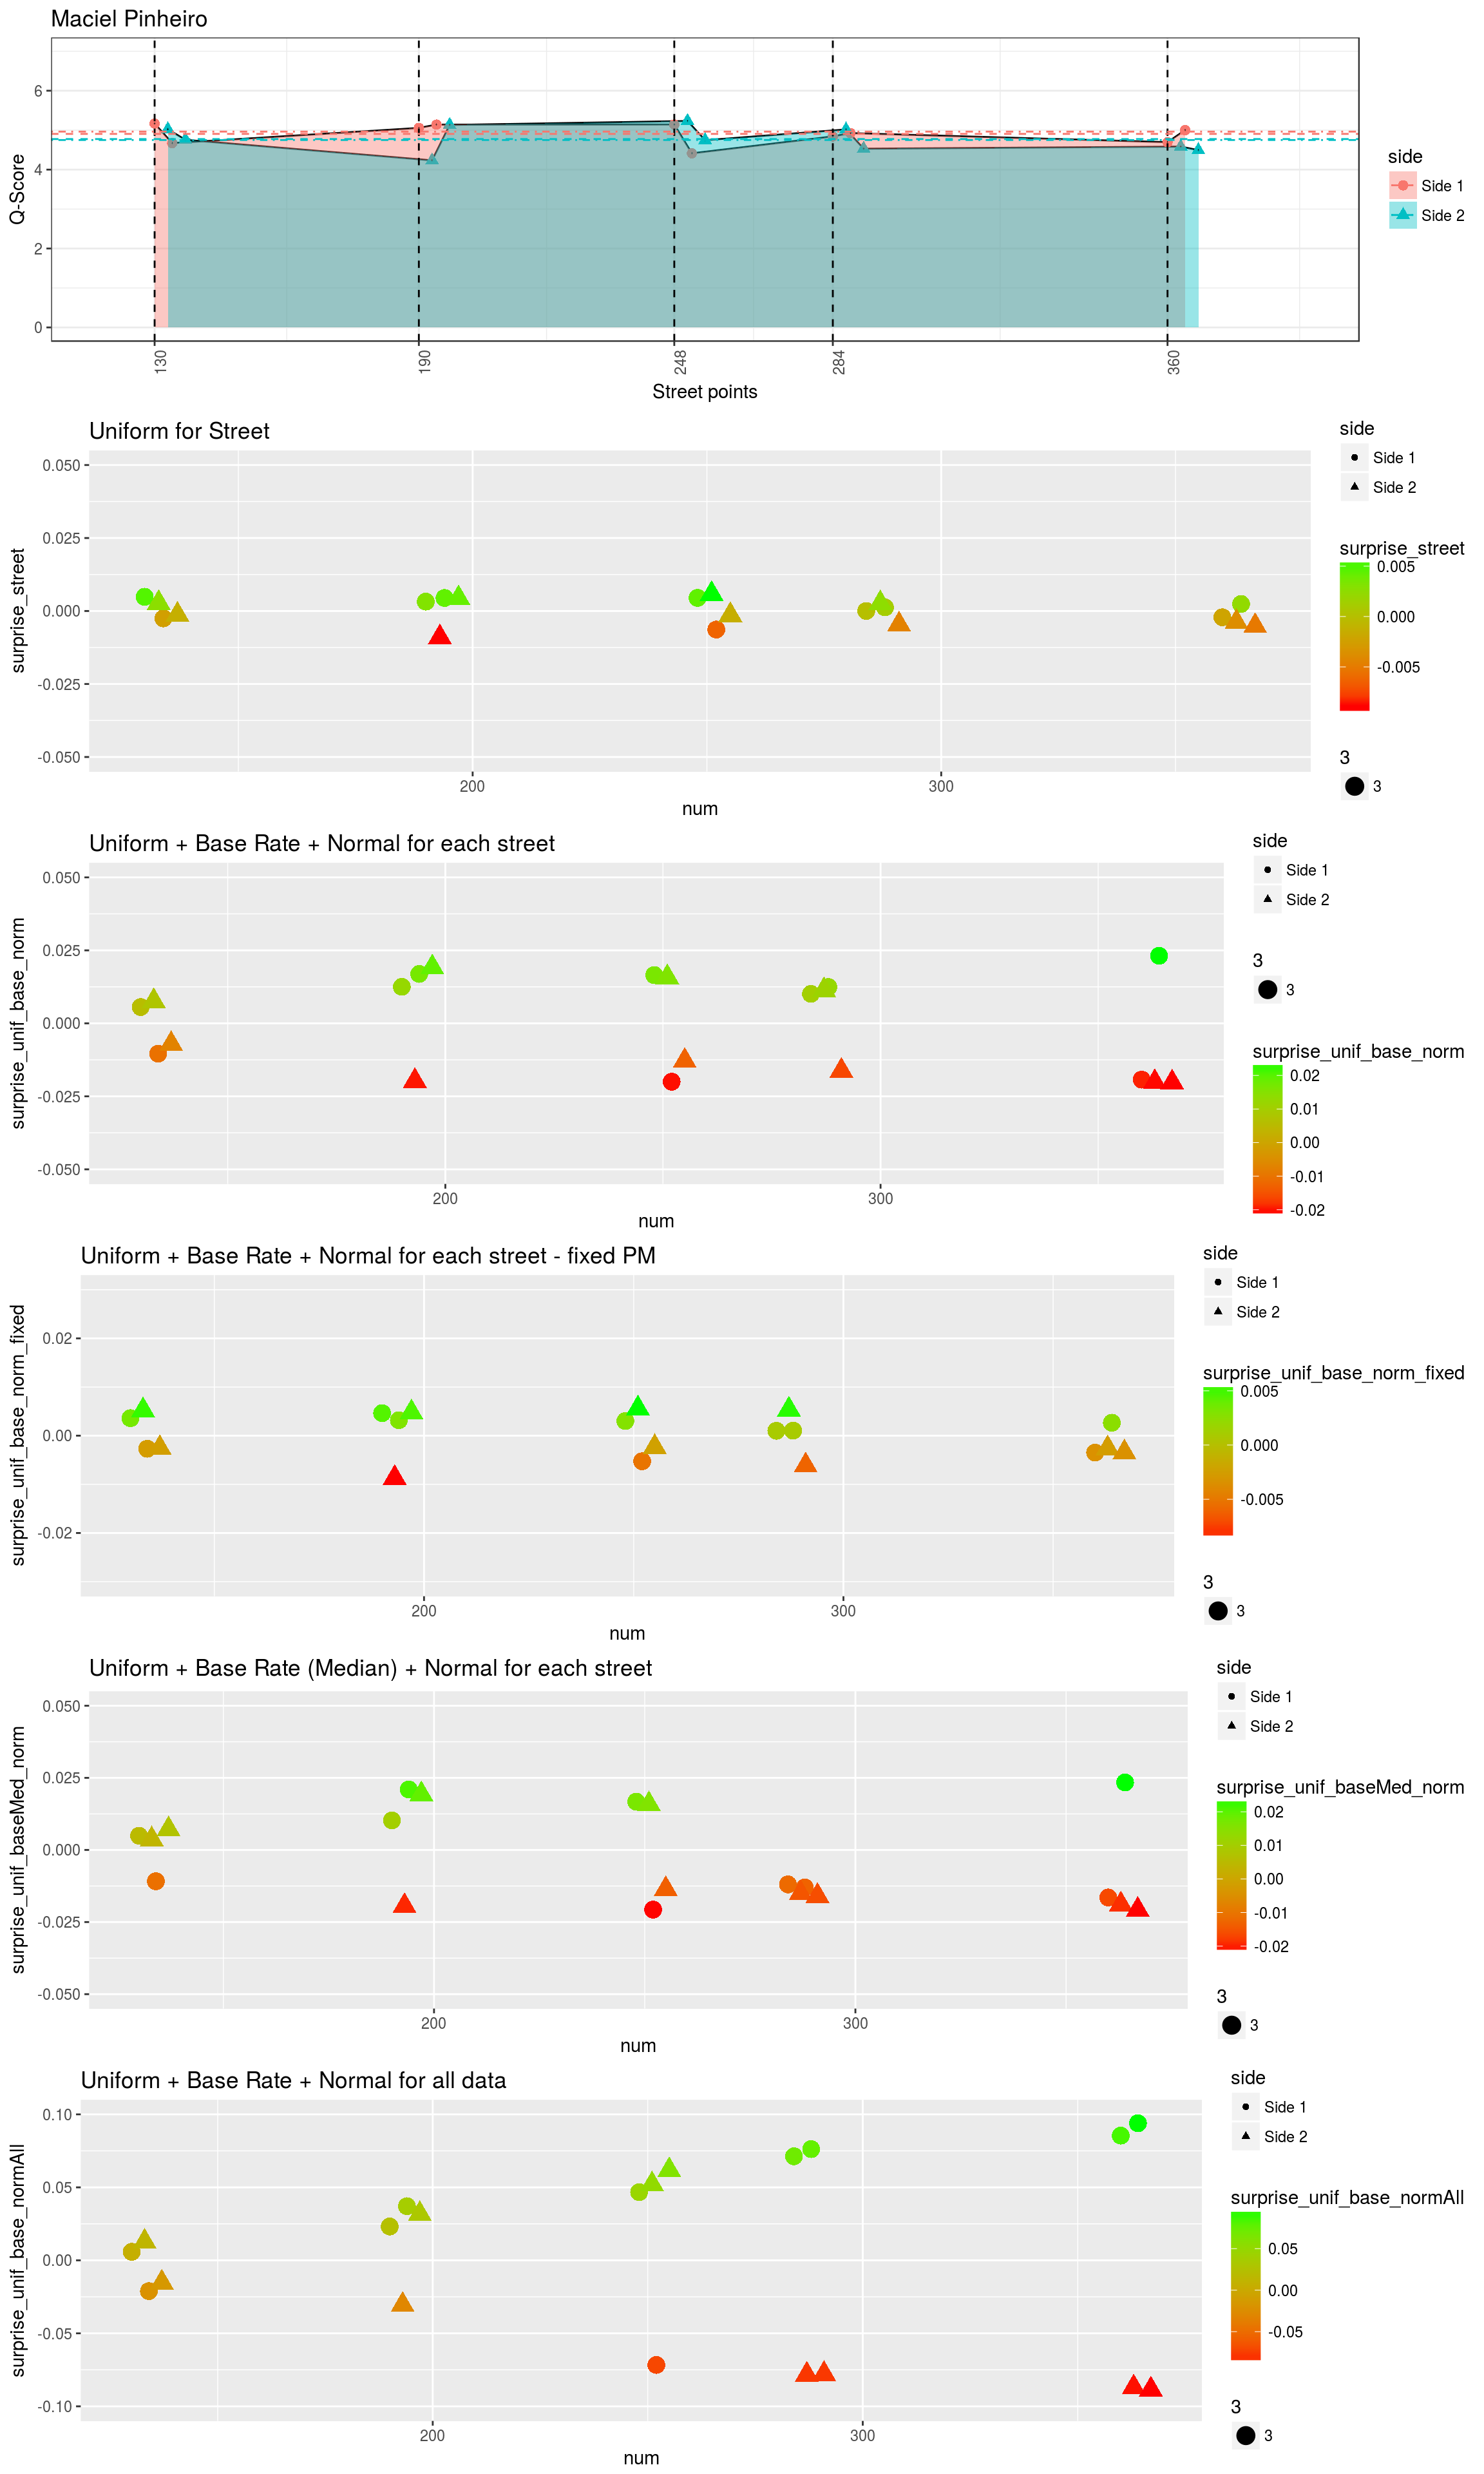 Maciel Pinheiro
Q-Score
6
4
2
0
130
190
248
284
360
Street points
side
Side 1
Side 2
Uniform for Street
surprise_street
0.050
0.025
0.000
-0.025
-0.050
200
300
num
side
Side 1
Side 2
surprise_street
0.005
0.000
-0.005
3
3
Uniform + Base Rate + Normal for each street
surprise_unif_base_norm
0.050
0.025
0.000
-0.025
-0.050
200
300
num
side
Side 1
Side 2
3
3
surprise_unif_base_norm
0.02
0.01
0.00
-0.01
-0.02
Uniform + Base Rate + Normal for each street - fixed PM
surprise_unif_base_norm_fixed
0.02
0.00
-0.02
200
300
num
side
Side 1
Side 2
surprise_unif_base_norm_fixed
0.005
0.000
-0.005
3
3
Uniform + Base Rate (Median) + Normal for each street
surprise_unif_baseMed_norm
0.050
0.025
0.000
-0.025
-0.050
200
300
num
side
Side 1
Side 2
surprise_unif_baseMed_norm
0.02
0.01
0.00
-0.01
-0.02
3
3
Uniform + Base Rate + Normal for all data
surprise_unif_base_normAll
0.10
0.05
0.00
-0.05
-0.10
200
300
num
side
Side 1
Side 2
surprise_unif_base_normAll
0.05
0.00
-0.05
3
3